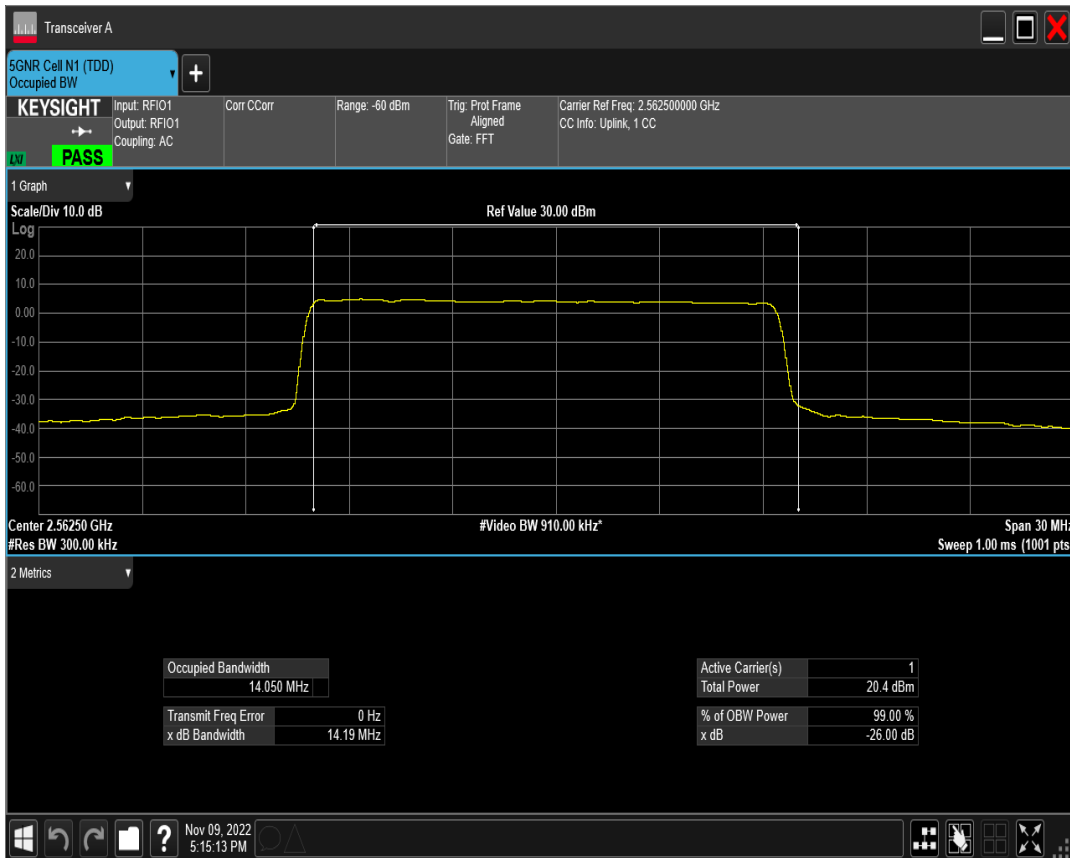 Transceiver A
5GNR Cell N1 (TDD)
Occupied BW
+
KEYSIGHT
LXI
PASS
Input: RFIO1
Output: RFIO1
Coupling: AC
Corr CCorr
Range: -60 dBm
Trig: Prot Frame
Aligned
Gate: FFT
Carrier Ref Freq: 2.562500000 GHz
CC Info: Uplink, 1 CC
1 Graph
Scale/Div 10.0 dB
Ref Value 30.00 dBm
Log
20.0
10.0
0.00
-10.0
-20.0
-30.0
-40.0
-50.0
-60.0
Center 2.56250 GHz
#Video BW 910.00 kHz*
Span 30 MHz
#Res BW 300.00 kHz
Sweep 1.00 ms (1001 pts
2 Metrics
Occupied Bandwidth
14.050 MHz
Transmit Freq Error 0 Hz
x dB Bandwidth 14.19 MHz
Active Carrier(s) 1
Total Power 20.4 dBm
% of OBW Power 99.00 %
x dB -26.00 dB
?
Nov 09, 2022
5:15:13 PM